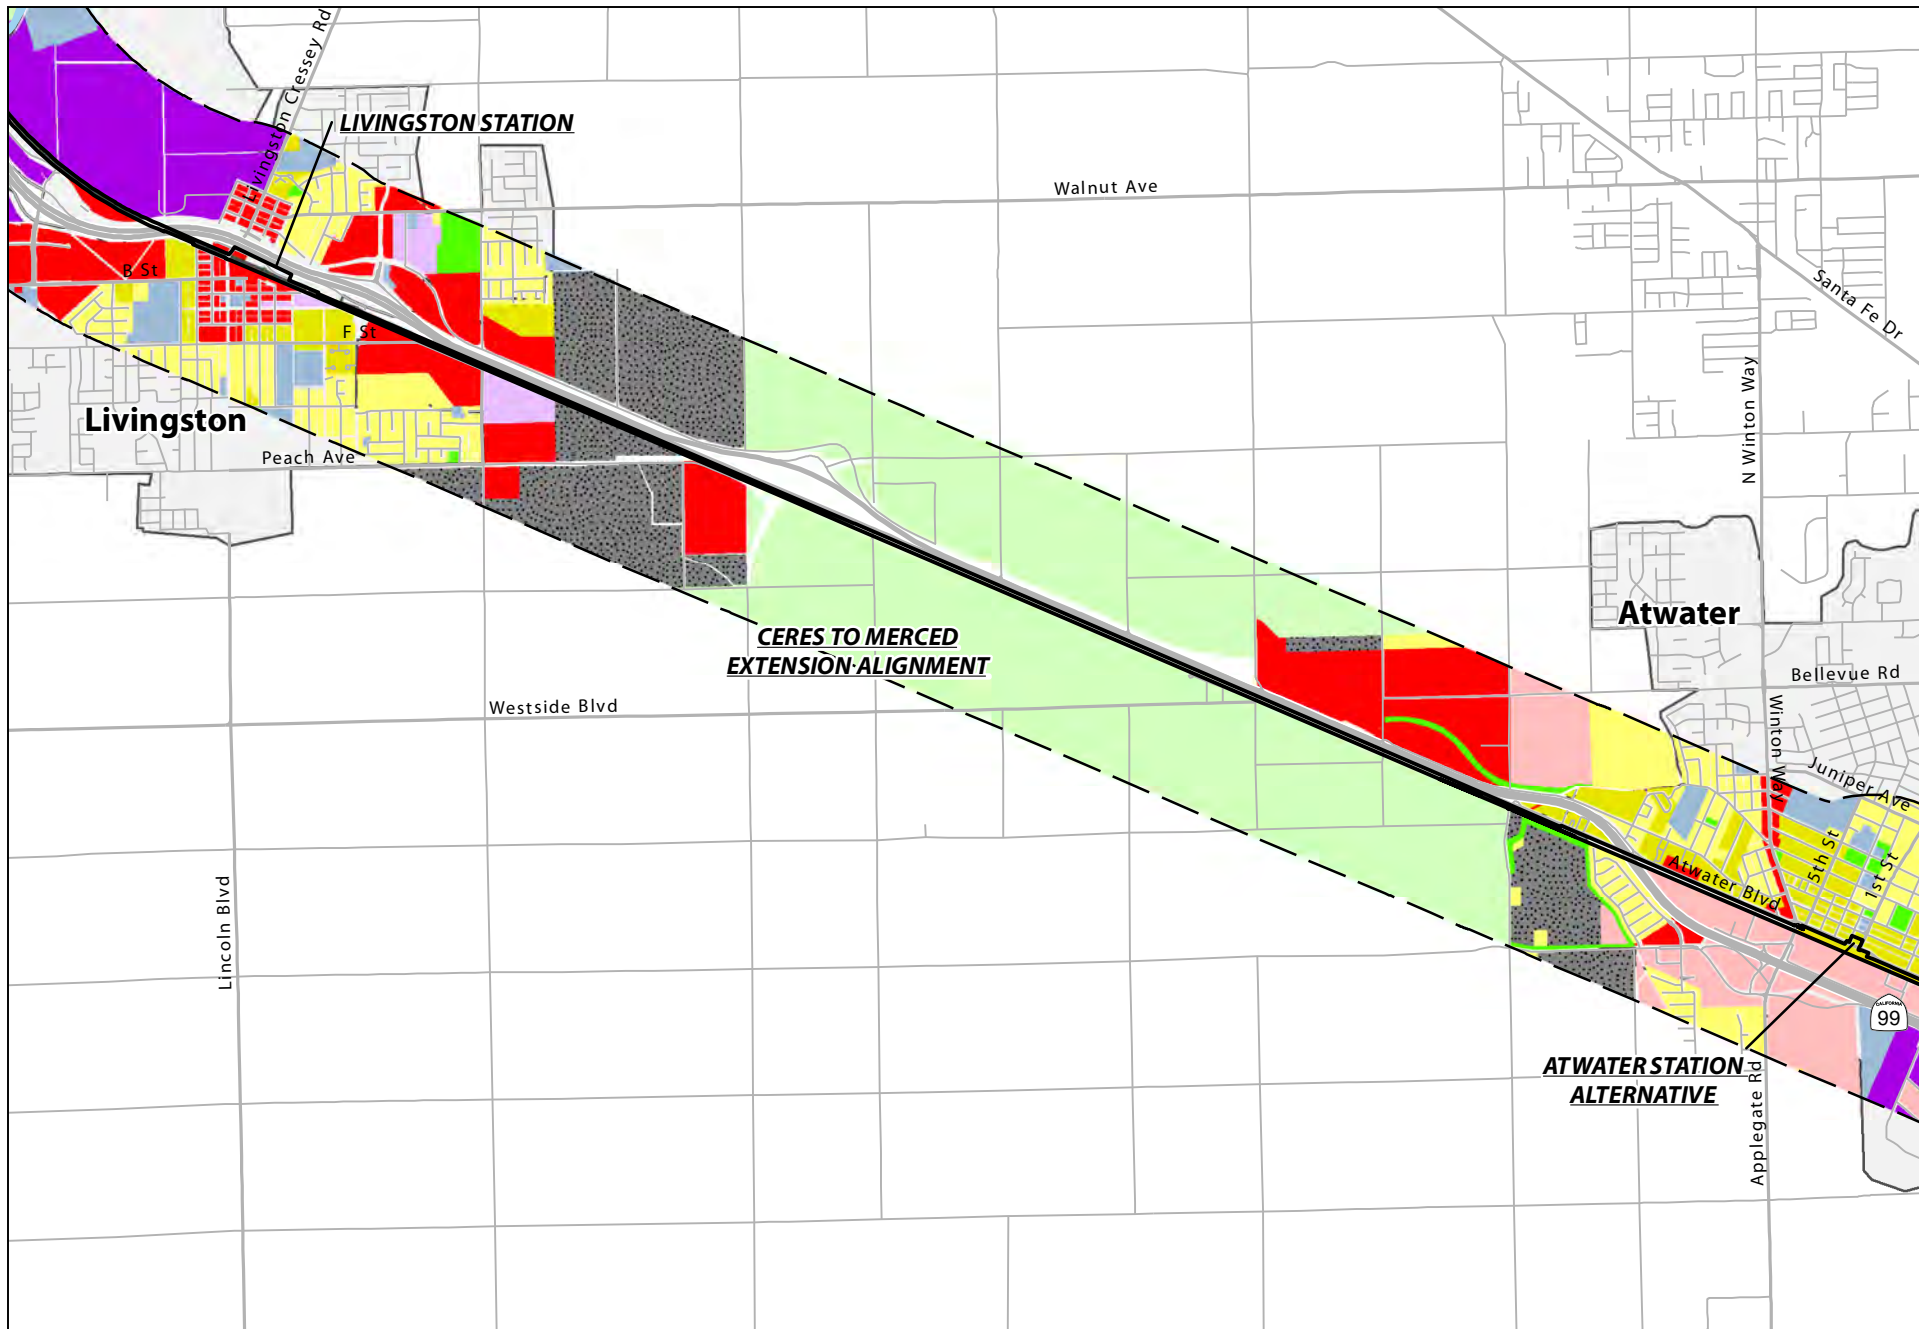 Livingston Cressey Rd
LIVINGSTON STATION
Walnut Ave
B St
Santa Fe Dr
F St
N Winton Way
Livingston
Peach Ave
Atwater
CERES TO MERCED
EXTENSION ALIGNMENT
Bellevue Rd
Westside Blvd
Winton Way
Juniper Ave
5th St
1st St
Atwater Blvd
Lincoln Blvd
CALIFORNIA
99
ATWATER STATION
ALTERNATIVE
Applegate Rd